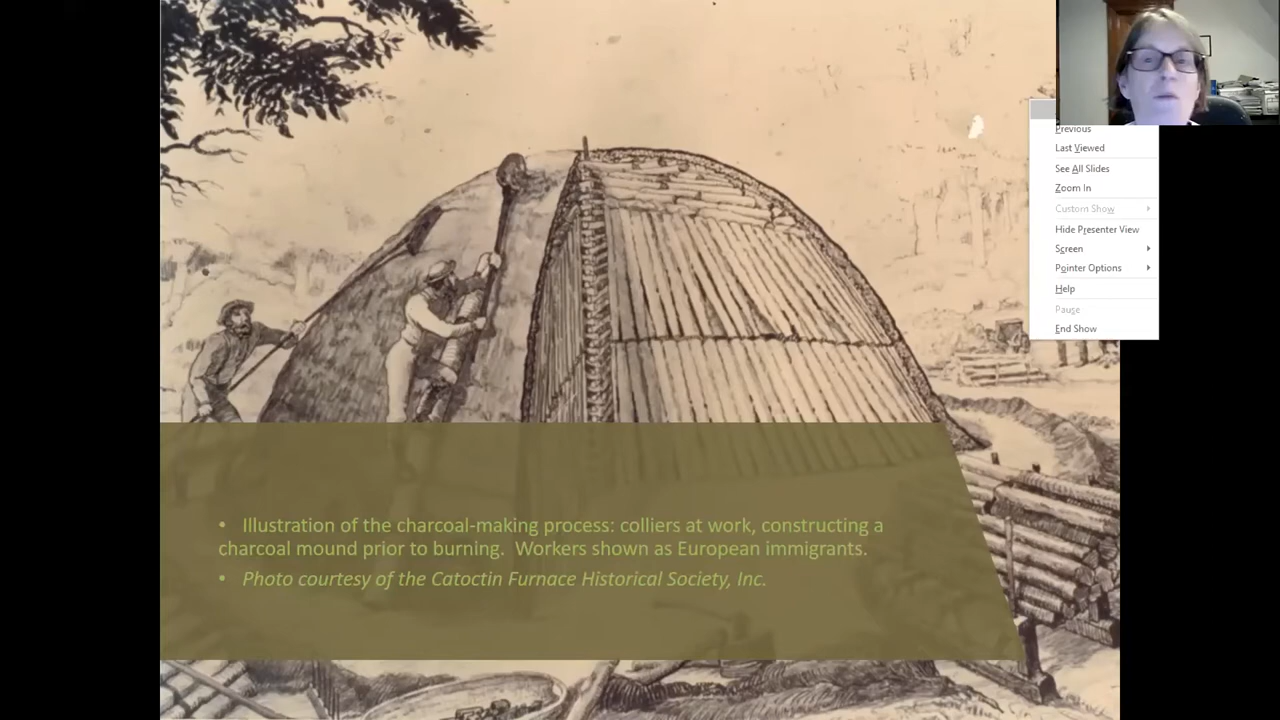 Previous
Last Viewed
See All Slides
Zoom In
Custom Show
Hide Presenter View
Screen
Pointer Options
Help
Pause
End Show
• Illustration of the charcoal-making process: colliers at work, constructing a
charcoal mound prior to burning. Workers shown as European immigrants.
• Photo courtesy of the Catoctin Furnace Historical Society, Inc.